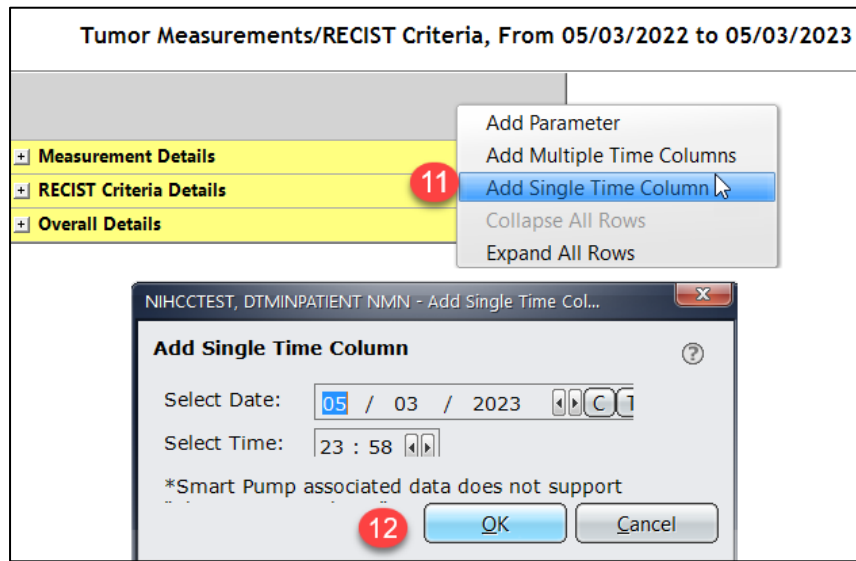 Tumor Measurements/RECIST Criteria, From 05/03/2022 to 05/03/2023
Add Parameter
Measurement Details
Add Multiple Time Columns
RECIST Criteria Details
11
Add Single Time Column
Overall Details
Collapse All Rows
Expand All Rows
NIHCCTEST, DTMINPATIENT NMN - Add Single Time Col...
Add Single Time Column
?
Select Date: 05 / 03 / 2023 C T
Select Time: 23 : 58
*Smart Pump associated data does not support
12
OK
Cancel